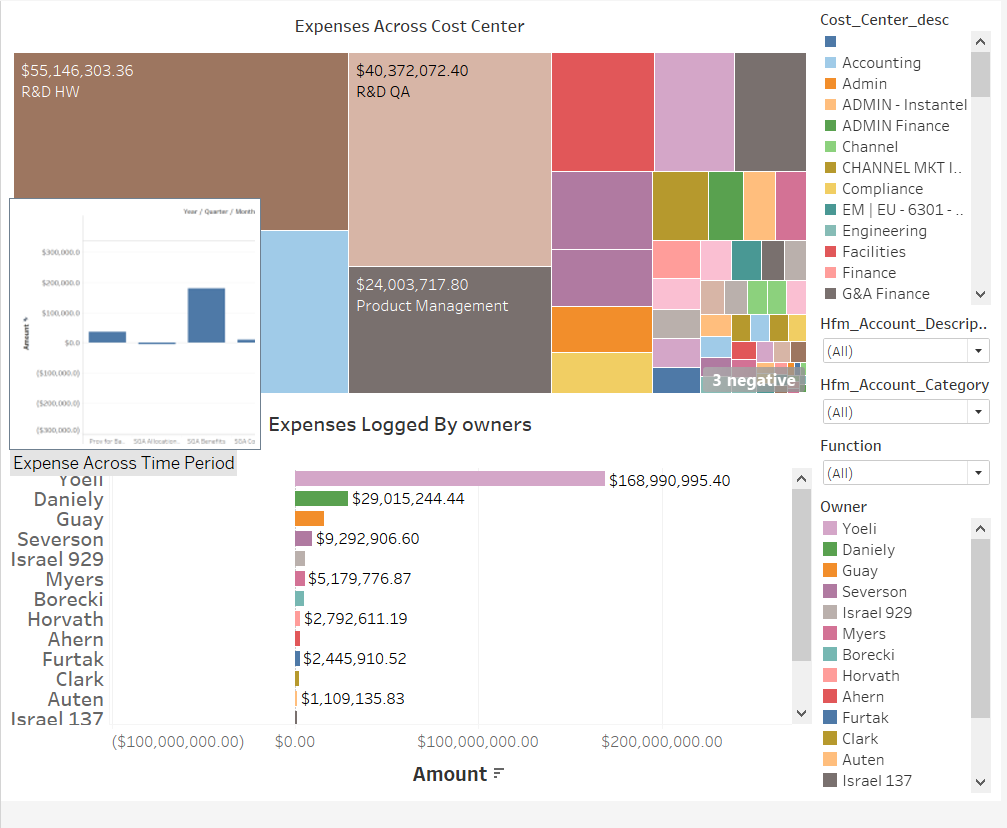 Expenses Across Cost Center
$55,146,303.36
R&D HW
$40,372,072.40
R&D QA
$24,003,717.80
Product Management
3 negative
Year / Quarter / Month
$300,000.0
$200,000.0
$100,000.0
$0.0
($100,000.0)
($200,000.0)
($300,000.0)
Amount
Prov for Ba..
SGA Allocation..
SGA Benefits
SGA Co
Expense Across Time Period
Expenses Logged By owners
Yoeli
$168,990,995.40
Daniely
$29,015,244.44
Guay
Severson
$9,292,906.60
Israel 929
Myers
$5,179,776.87
Borecki
Horvath
$2,792,611.19
Ahern
Furtak
$2,445,910.52
Clark
Auten
$1,109,135.83
Israel 137
($100,000,000.00)
$0.00
$100,000,000.00
$200,000,000.00
Amount
Cost_Center_desc
Accounting
Admin
ADMIN - Instantel
ADMIN Finance
Channel
CHANNEL MKT I..
Compliance
EM | EU - 6301 - ..
Engineering
Facilities
Finance
G&A Finance
Hfm_Account_Descrip..
(All)
Hfm_Account_Category
(All)
Function
(All)
Owner
Yoeli
Daniely
Guay
Severson
Israel 929
Myers
Borecki
Horvath
Ahern
Furtak
Clark
Auten
Israel 137